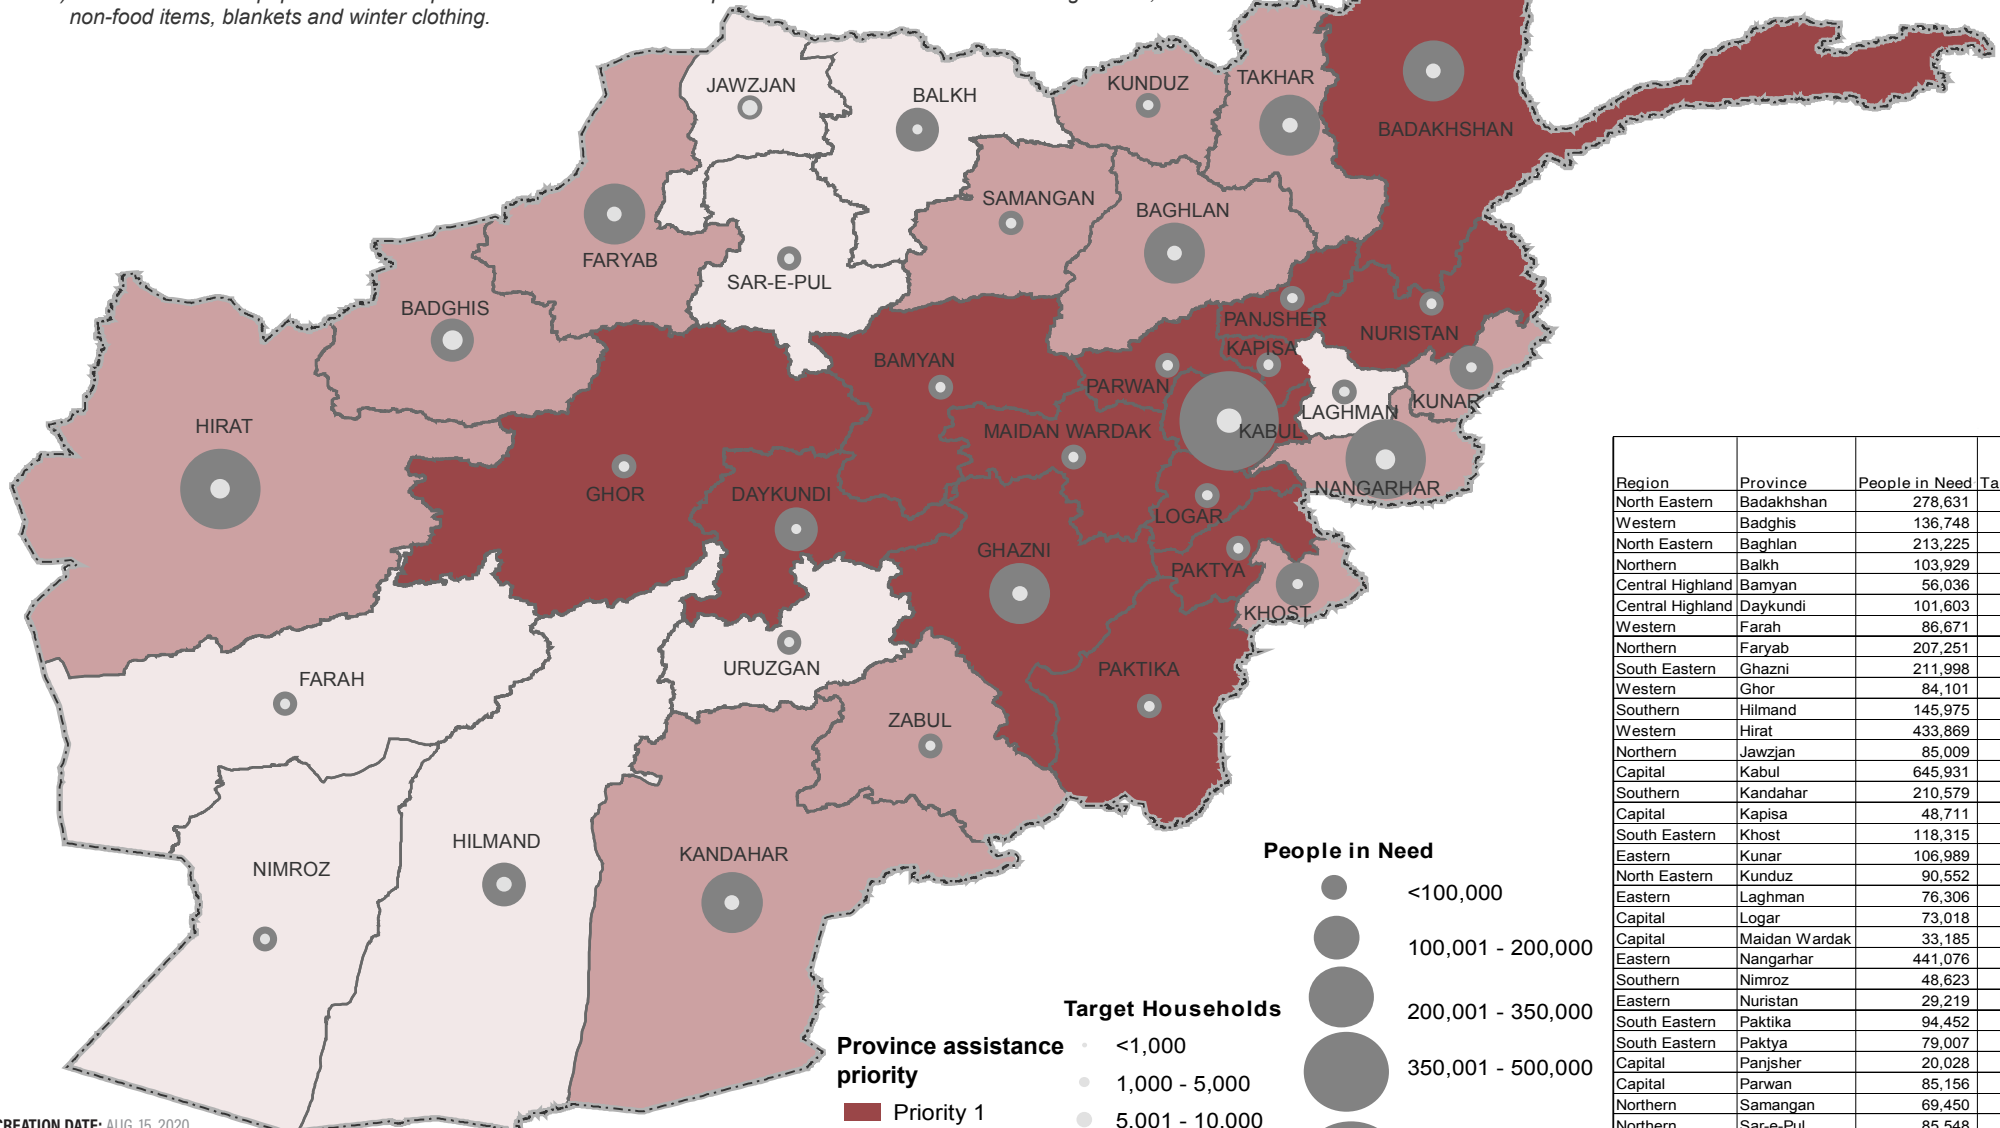 non-food items, blankets and winter clothing.
JAWZJAN
BALKH
KUNDUZ
TAKHAR
BADAKHSHAN
FARYAB
SAR-E-PUL
SAMANGAN
BAGHLAN
BADGHIS
PANJSHER
NURISTAN
KAPISA
BAMYAN
PARWAN
LAGHMAN
KUNAR
HIRAT
MAIDAN WARDAK
KABUL
GHOR
DAYKUNDI
NANGARHAR
LOGAR
GHAZNI
PAKTYA
KHOST
URUZGAN
PAKTIKA
FARAH
ZABUL
HILMAND
KANDAHAR
NIMROZ
People in Need
<100,000
100,001 - 200,000
200,001 - 350,000
350,001 - 500,000
Target Households
<1,000
1,000 - 5,000
5,001 - 10,000
Province assistance
priority
Priority 1
CREATION DATE: AUG 15, 2020
Region Province People in Need Ta
North Eastern Badakhshan 278,631
Western Badghis 136,748
North Eastern Baghlan 213,225
Northern Balkh 103,929
Central Highland Bamyan 56,036
Central Highland Daykundi 101,603
Western Farah 86,671
Northern Faryab 207,251
South Eastern Ghazni 211,998
Western Ghor 84,101
Southern Hilmand 145,975
Western Hirat 433,869
Northern Jawzjan 85,009
Capital Kabul 645,931
Southern Kandahar 210,579
Capital Kapisa 48,711
South Eastern Khost 118,315
Eastern Kunar 106,989
North Eastern Kunduz 90,552
Eastern Laghman 76,306
Capital Logar 73,018
Capital Maidan Wardak 33,185
Eastern Nangarhar 441,076
Southern Nimroz 48,623
Eastern Nuristan 29,219
South Eastern Paktika 94,452
South Eastern Paktya 79,007
Capital Panjsher 20,028
Capital Parwan 85,156
Northern Samangan 69,450
Northern Sar-e-Pul 85,548